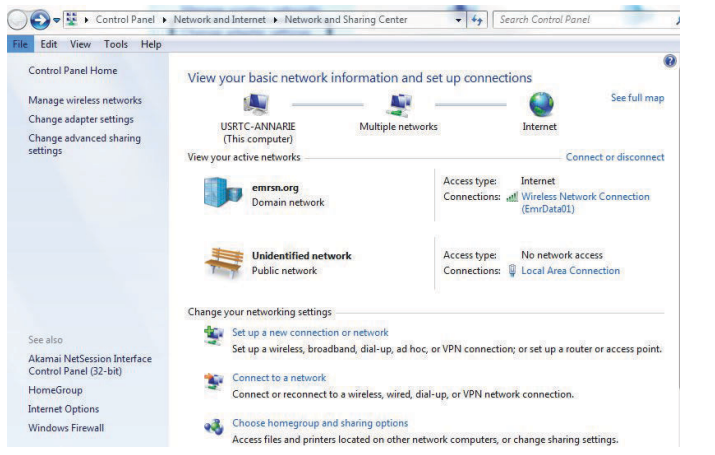 Control Panel ▸ Network and Internet ▸ Network and Sharing Center
Search Control Panel
File Edit View Tools Help
Control Panel Home
Manage wireless networks
Change adapter settings
Change advanced sharing
settings
View your basic network information and set up connections
See full map
USRTC-ANNARIE
(This computer)
Multiple networks
Internet
View your active networks
Connect or disconnect
emrsn.org
Domain network
Access type: Internet
Connections: Wireless Network Connection
(EmrData01)
Unidentified network
Public network
Access type: No network access
Connections: Local Area Connection
Change your networking settings
Set up a new connection or network
Set up a wireless, broadband, dial-up, ad hoc, or VPN connection; or set up a router or access point.
Connect to a network
Connect or reconnect to a wireless, wired, dial-up, or VPN network connection.
Choose homegroup and sharing options
Access files and printers located on other network computers, or change sharing settings.
See also
Akamai NetSession Interface
Control Panel (32-bit)
HomeGroup
Internet Options
Windows Firewall